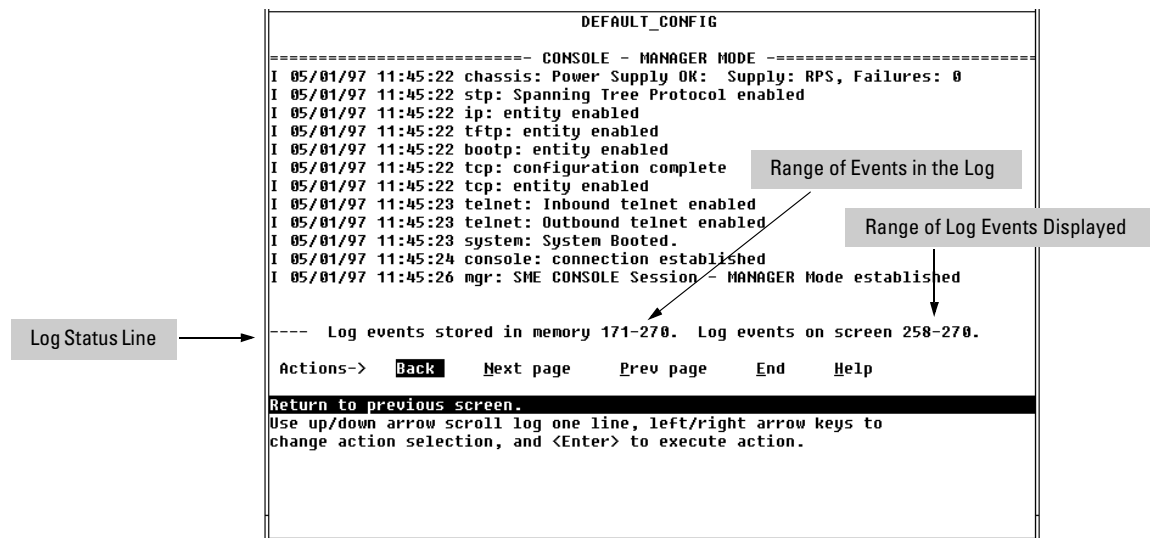 DEFAULT_CONFIG
==========================- CONSOLE - MANAGER MODE -===========================
I 05/01/97 11:45:22 chassis: Power Supply OK:  Supply: RPS, Failures: 0
I 05/01/97 11:45:22 stp: Spanning Tree Protocol enabled
I 05/01/97 11:45:22 ip: entity enabled
I 05/01/97 11:45:22 tftp: entity enabled
I 05/01/97 11:45:22 bootp: entity enabled
I 05/01/97 11:45:22 tcp: configuration complete
Range of Events in the Log
I 05/01/97 11:45:22 tcp: entity enabled
I 05/01/97 11:45:23 telnet: Inbound telnet enabled
I 05/01/97 11:45:23 telnet: Outbound telnet enabled
Range of Log Events Displayed
I 05/01/97 11:45:23 system: System Booted.
I 05/01/97 11:45:24 console: connection established
I 05/01/97 11:45:26 mgr: SME CONSOLE Session - MANAGER Mode established
Log Status Line
----  Log events stored in memory 171-270.  Log events on screen 258-270.
Actions->   Back     Next page     Prev page     End     Help
Return to previous screen.
Use up/down arrow scroll log one line, left/right arrow keys to
change action selection, and <Enter> to execute action.